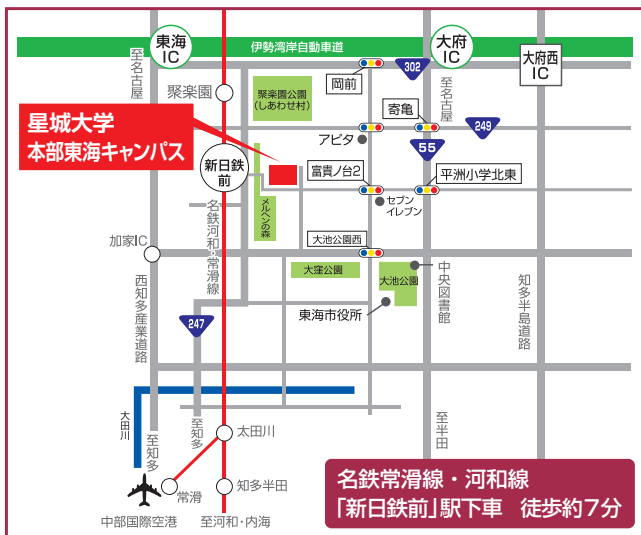 東海
IC
伊勢湾岸自動車道
大府
IC
大府西
IC
至名古屋
302
至名古屋
岡前
聚楽園
聚楽園公園
(しあわせ村)
寄亀
249
星城大学
本部東海キャンパス
アピタ
55
新日鉄
前
富貴ノ台2
平洲小学北東
セブン
イレブン
メルヘンの森
名鉄河和・常滑線
加家IC
大池公園西
大窪公園
大池公園
中央図書館
西知多産業道路
知多半島道路
247
東海市役所
大田川
至知多
至知多
太田川
至半田
常滑
知多半田
中部国際空港
至河和・内海
名鉄常滑線・河和線
「新日鉄前」駅下車 徒歩約7分